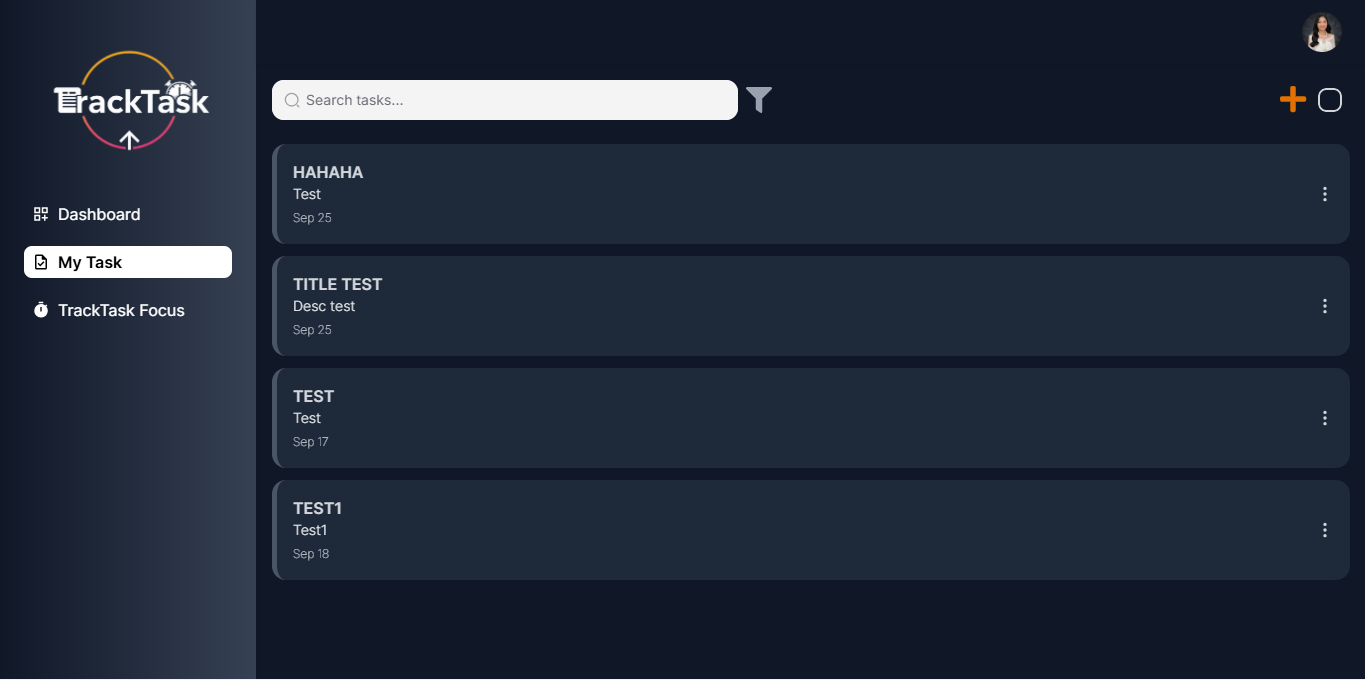 TrackTask
Dashboard
My Task
TrackTask Focus
Search tasks...
HAHAHA
Test
Sep 25
TITLE TEST
Desc test
Sep 25
TEST
Test
Sep 17
TEST1
Test1
Sep 18